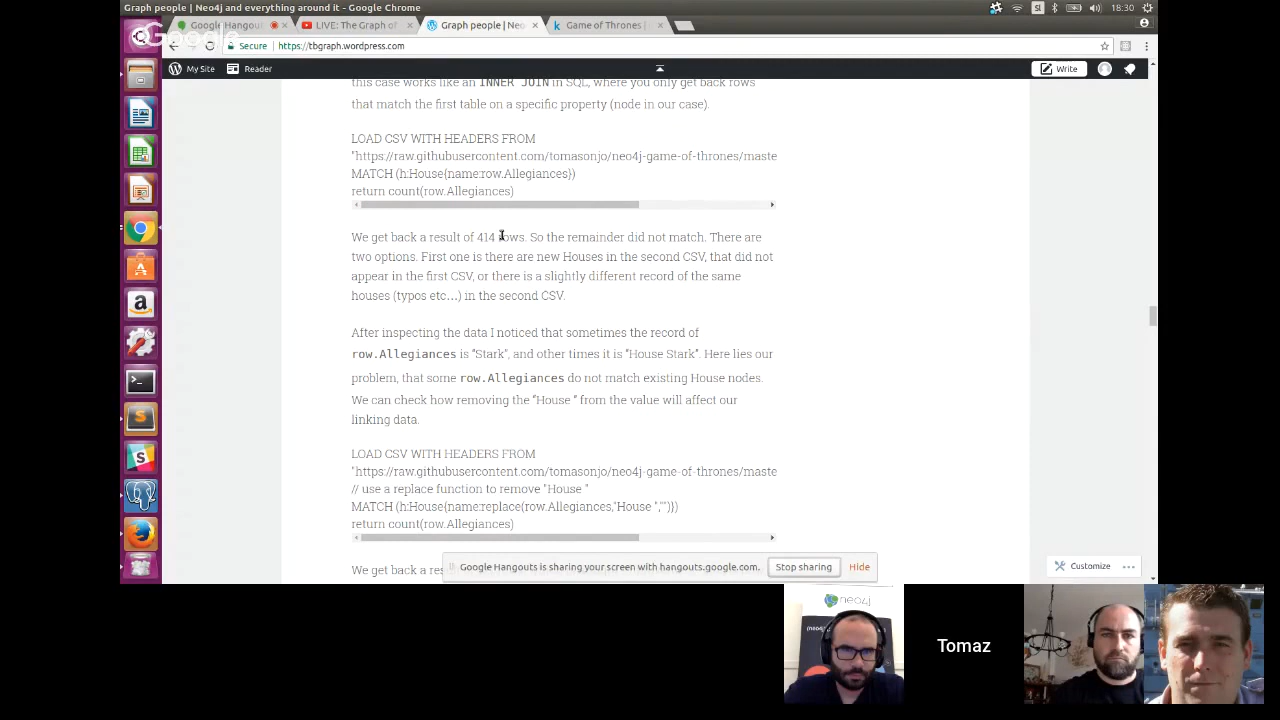 Graph people | Neo4j and everything around it - Google Chrome
Sl
18:30
Google
Google Hangouts
LIVE: The Graph of
Graph people | Neo
Game of Thrones |
Secure
https://tbgraph.wordpress.com
My Site
Reader
Write
this case works like an INNER JOIN in SQL, where you only get back rows
that match the first table on a specific property (node in our case).
LOAD CSV WITH HEADERS FROM
"https://raw.githubusercontent.com/tomasonjo/neo4j-game-of-thrones/maste
MATCH (h:House{name:row.Allegiances})
return count(row.Allegiances)
We get back a result of 414 rows. So the remainder did not match. There are
two options. First one is there are new Houses in the second CSV, that did not
appear in the first CSV, or there is a slightly different record of the same
houses (typos etc…) in the second CSV.
After inspecting the data I noticed that sometimes the record of
row.Allegiances is “Stark”, and other times it is “House Stark”. Here lies our
problem, that some row.Allegiances do not match existing House nodes.
We can check how removing the “House ” from the value will affect our
linking data.
LOAD CSV WITH HEADERS FROM
"https://raw.githubusercontent.com/tomasonjo/neo4j-game-of-thrones/maste
// use a replace function to remove "House "
MATCH (h:House{name:replace(row.Allegiances,"House ","")})
return count(row.Allegiances)
We get back a res
Google Hangouts is sharing your screen with hangouts.google.com.
Stop sharing
Hide
Customize
neo4j
Tomaz